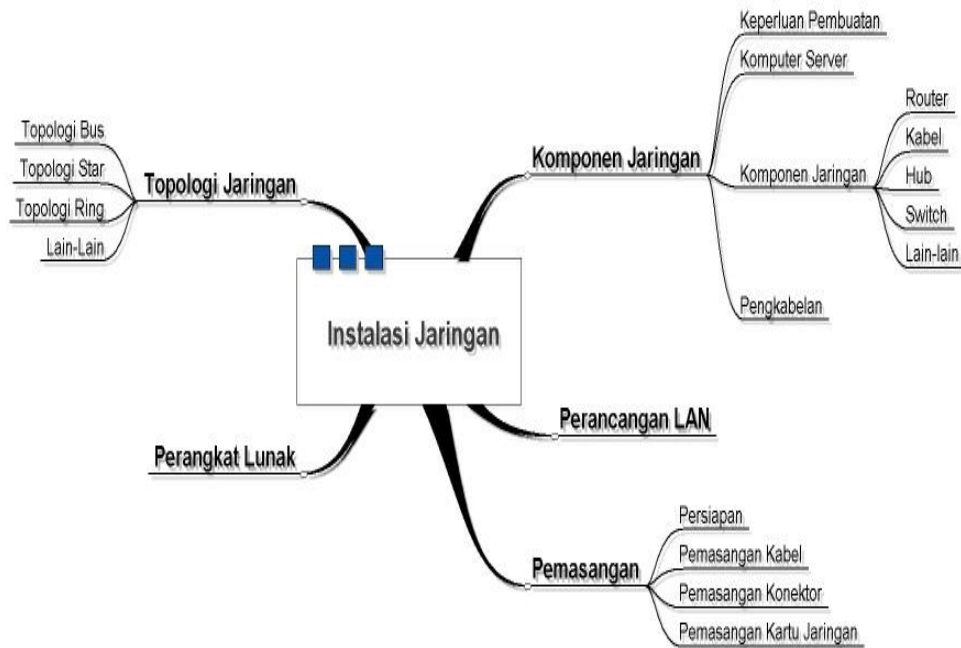 Topologi Jaringan
Topologi Bus
Topologi Star
Topologi Ring
Lain-Lain
Komponen Jaringan
Keperluan Pembuatan
Komputer Server
Komponen Jaringan
Router
Kabel
Hub
Switch
Lain-lain
Pengkabelan
Instalasi Jaringan
Perangkat Lunak
Perancangan LAN
Pemasangan
Persiapan
Pemasangan Kabel
Pemasangan Konektor
Pemasangan Kartu Jaringan